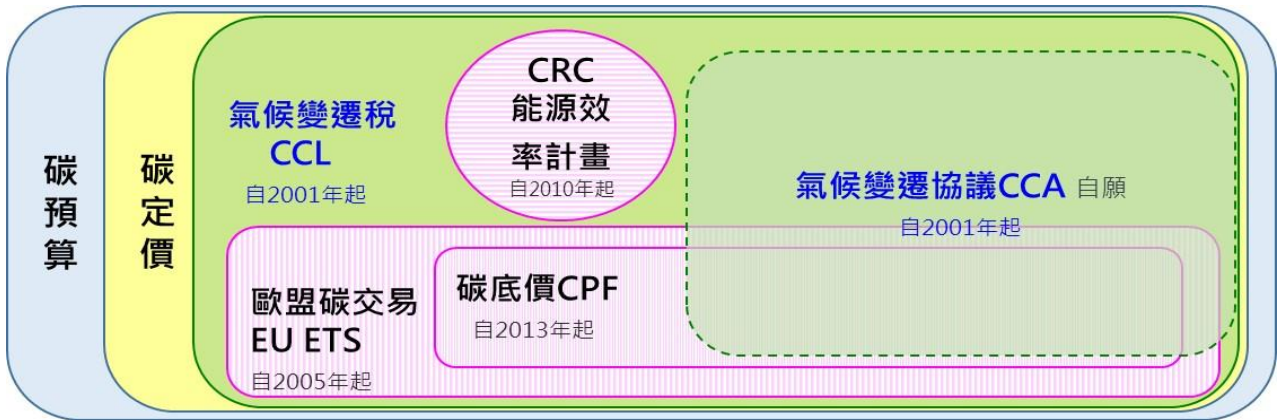 碳預算
碳定價
氣候變遷稅
CCL
自2001年起
CRC
能源效
率計畫
自2010年起
氣候變遷協議CCA 自願
自2001年起
歐盟碳交易
EU ETS
自2005年起
碳底價CPF
自2013年起